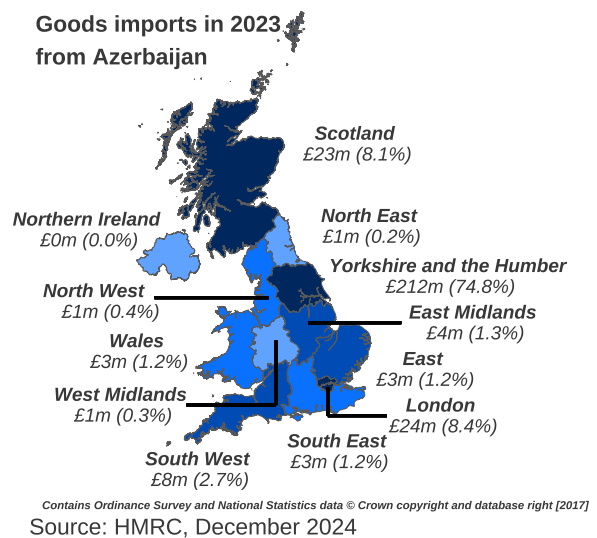 Goods imports in 2023
from Azerbaijan
Scotland
£23m (8.1%)
Northern Ireland
£0m (0.0%)
North East
£1m (0.2%)
Yorkshire and the Humber
£212m (74.8%)
North West
£1m (0.4%)
East Midlands
£4m (1.3%)
Wales
£3m (1.2%)
East
£3m (1.2%)
West Midlands
£1m (0.3%)
London
£24m (8.4%)
South East
£3m (1.2%)
South West
£8m (2.7%)
Contains Ordinance Survey and National Statistics data © Crown copyright and database right [2017]
Source: HMRC, December 2024